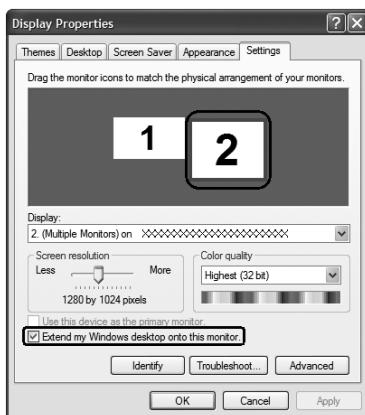 Display Properties
Themes Desktop Screen Saver Appearance Settings
Drag the monitor icons to match the physical arrangement of your monitors.
1 2
Display:
2. (Multiple Monitors) on XXXXXXXXXXXXXXXXXXXXXX
Screen resolution Color quality
Less More Highest (32 bit)
1280 by 1024 pixels
Use this device as the primary monitor.
Extend my Windows desktop onto this monitor.
Identify Troubleshoot... Advanced
OK Cancel Apply